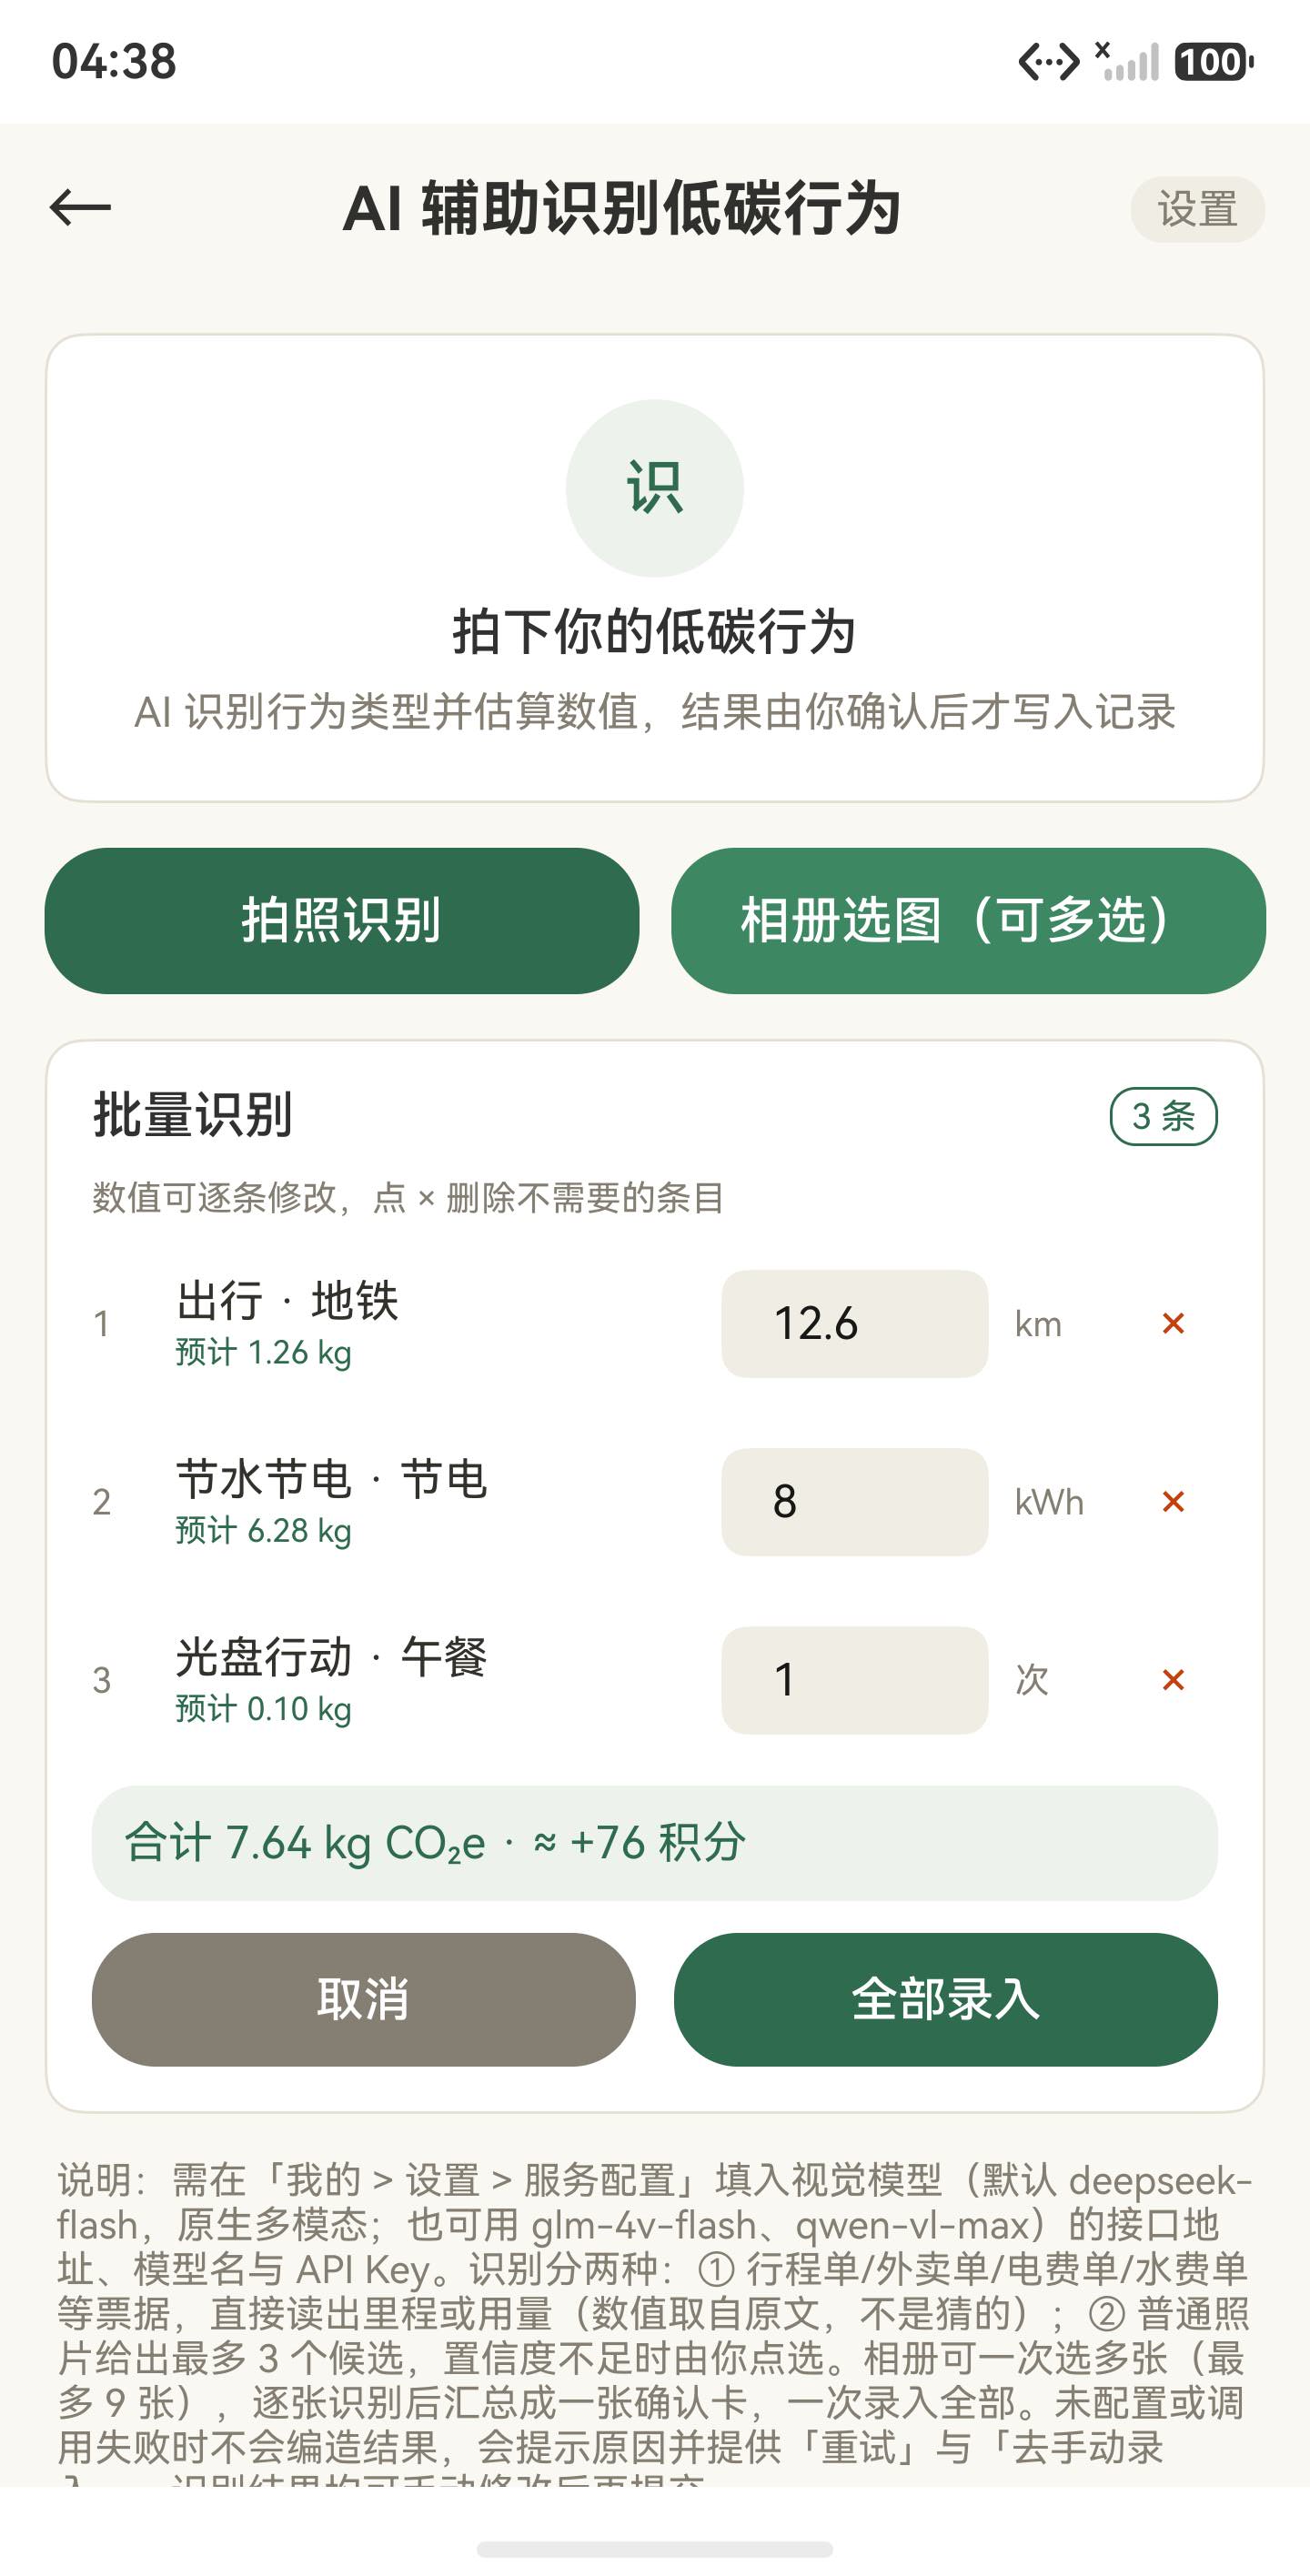 04:38
100
AI 辅助识别低碳行为
设置
识
拍下你的低碳行为
AI 识别行为类型并估算数值，结果由你确认后才写入记录
拍照识别
相册选图（可多选）
批量识别
3 条
数值可逐条修改，点 × 删除不需要的条目
1
出行 · 地铁
预计 1.26 kg
12.6
km
×
2
节水节电 · 节电
预计 6.28 kg
8
kWh
×
3
光盘行动 · 午餐
预计 0.10 kg
1
次
×
合计 7.64 kg CO₂e · ≈ +76 积分
取消
全部录入
说明：需在「我的 > 设置 > 服务配置」填入视觉模型（默认 deepseek-
flash，原生多模态；也可用 glm-4v-flash、qwen-vl-max）的接口地
址、模型名与 API Key。识别分两种：① 行程单/外卖单/电费单/水费单
等票据，直接读出里程或用量（数值取自原文，不是猜的）；② 普通照
片给出最多 3 个候选，置信度不足时由你点选。相册可一次选多张（最
多 9 张），逐张识别后汇总成一张确认卡，一次录入全部。未配置或调
用失败时不会编造结果，会提示原因并提供「重试」与「去手动录
识别结果均可手动修改后再提交